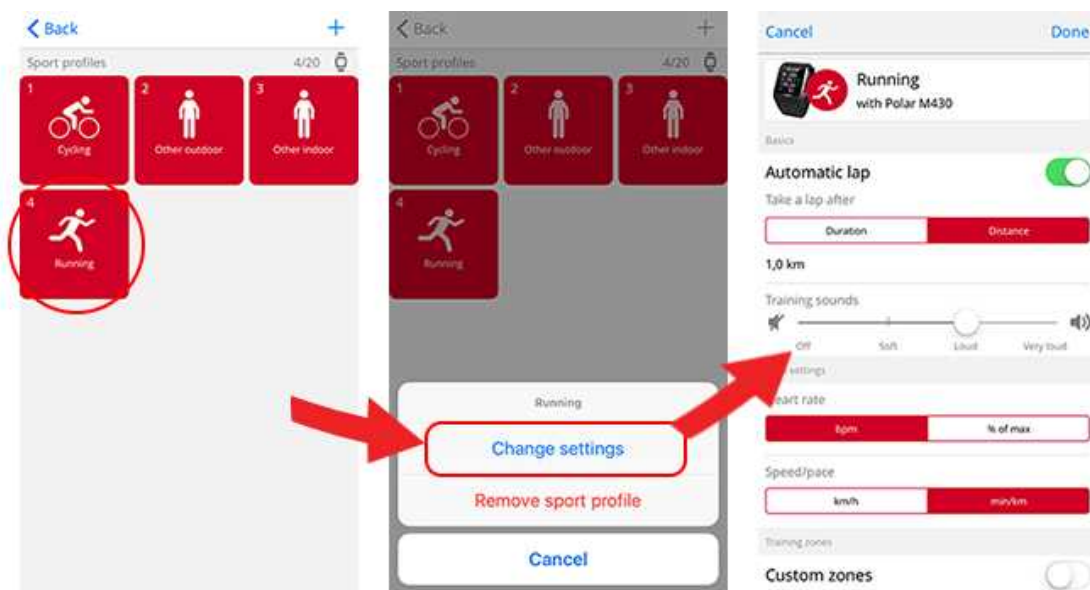 Back
+
Sport profiles 4/20
1
Cycling
2
Other outdoor
3
Other indoor
4
Running
Back
+
Sport profiles 4/20
1
Cycling
2
Other outdoor
3
Other indoor
4
Running
Running
Change settings
Remove sport profile
Cancel
Cancel Done
Running
with Polar M430
Basics
Automatic lap
Take a lap after
Duration Distance
1,0 km
Training sounds
Off Soft Loud Very loud
settings
eart rate
Bpm % of max
Speed/pace
km/h min/km
Training zones
Custom zones